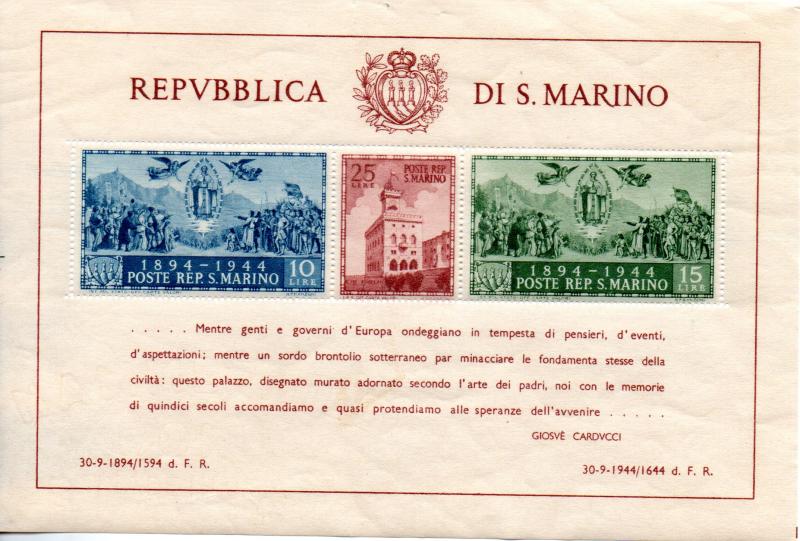 REPVBBLICA DI S. MARINO
1894-1944
10
LIRE
POSTE REP. S. MARINO
25
LIRE
POSTE REP.
S. MARINO
1894-1944
15
LIRE
POSTE REP. S. MARINO
. . . . . Mentre genti e governi d'Europa ondeggiano in tempesta di pensieri, d'eventi,
d'aspettazioni; mentre un sordo brontolio sotterraneo par minacciare le fondamenta stesse della
civiltà: questo palazzo, disegnato murato adornato secondo l'arte dei padri, noi con le memorie
di quindici secoli accomandiamo e quasi protendiamo alle speranze dell'avvenire . . . . .
GIOSVÈ CARDVCCI
30-9-1894/1594 d. F. R.
30-9-1944/1644 d. F. R.